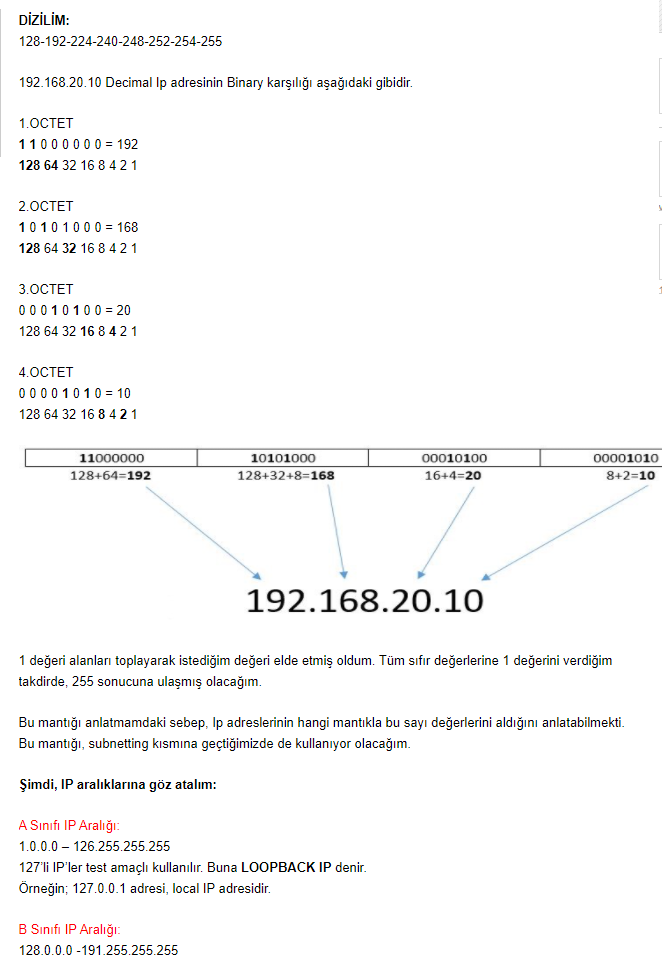 DİZİLİM:
128-192-224-240-248-252-254-255
192.168.20.10 Decimal Ip adresinin Binary karşılığı aşağıdaki gibidir.
1.OCTET
1 1 0 0 0 0 0 0 = 192
128 64 32 16 8 4 2 1
2.OCTET
1 0 1 0 1 0 0 0 = 168
128 64 32 16 8 4 2 1
3.OCTET
0 0 0 1 0 1 0 0 = 20
128 64 32 16 8 4 2 1
4.OCTET
0 0 0 0 1 0 1 0 = 10
128 64 32 16 8 4 2 1
11000000 10101000 00010100 00001010
128+64=192 128+32+8=168 16+4=20 8+2=10
192.168.20.10
1 değeri alanları toplayarak istediğim değeri elde etmiş oldum. Tüm sıfır değerlerine 1 değerini verdiğim
takdirde, 255 sonucuna ulaşmış olacağım.
Bu mantığı anlatmamdaki sebep, Ip adreslerinin hangi mantıkla bu sayı değerlerini aldığını anlatabilmekti.
Bu mantığı, subnetting kısmına geçtiğimizde de kullanıyor olacağım.
Şimdi, IP aralıklarına göz atalım:
A Sınıfı IP Aralığı:
1.0.0.0 – 126.255.255.255
127'li IP'ler test amaçlı kullanılır. Buna LOOPBACK IP denir.
Örneğin; 127.0.0.1 adresi, local IP adresidir.
B Sınıfı IP Aralığı:
128.0.0.0 -191.255.255.255